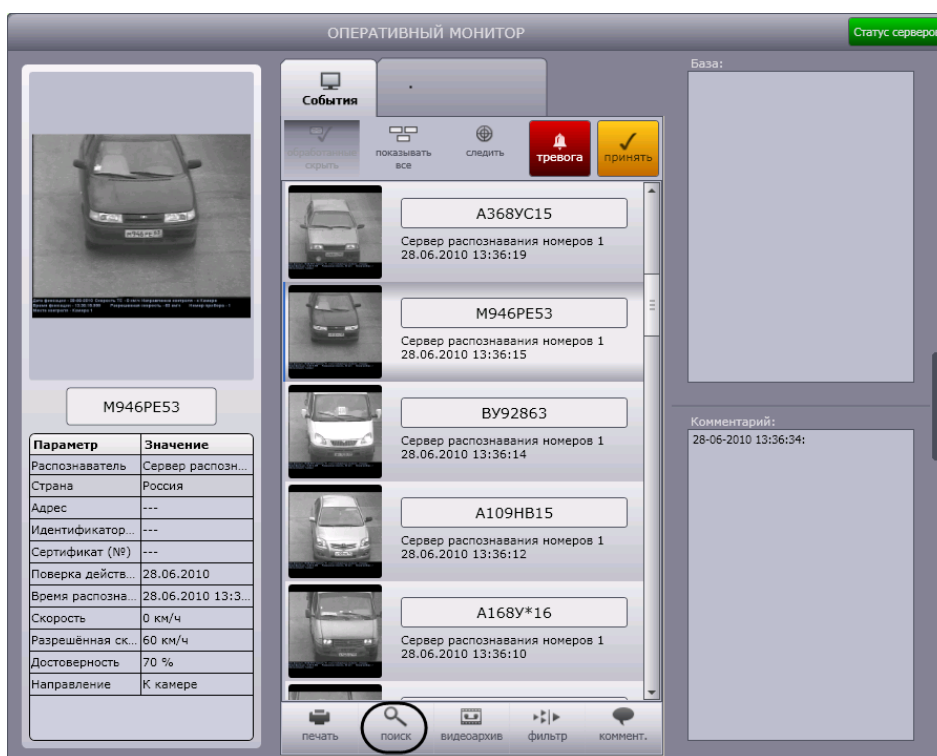 ОПЕРАТИВНЫЙ МОНИТОР
Статус серверов
M946PE53
Параметр Значение
Распознаватель Сервер распозн...
Страна Россия
Адрес ---
Идентификатор... ---
Сертификат (№) ---
Поверка действ... 28.06.2010
Время распозна... 28.06.2010 13:3...
Скорость 0 км/ч
Разрешённая ск... 60 км/ч
Достоверность 70 %
Направление К камере
События
обработанные
скрыть
показывать
все
следить
тревога
принять
А368УС15
Сервер распознавания номеров 1
28.06.2010 13:36:19
М946РЕ53
Сервер распознавания номеров 1
28.06.2010 13:36:15
ВУ92863
Сервер распознавания номеров 1
28.06.2010 13:36:14
А109НВ15
Сервер распознавания номеров 1
28.06.2010 13:36:12
А168У*16
Сервер распознавания номеров 1
28.06.2010 13:36:10
печать
поиск
видеоархив
фильтр
коммент.
База:
Комментарий:
28-06-2010 13:36:34: